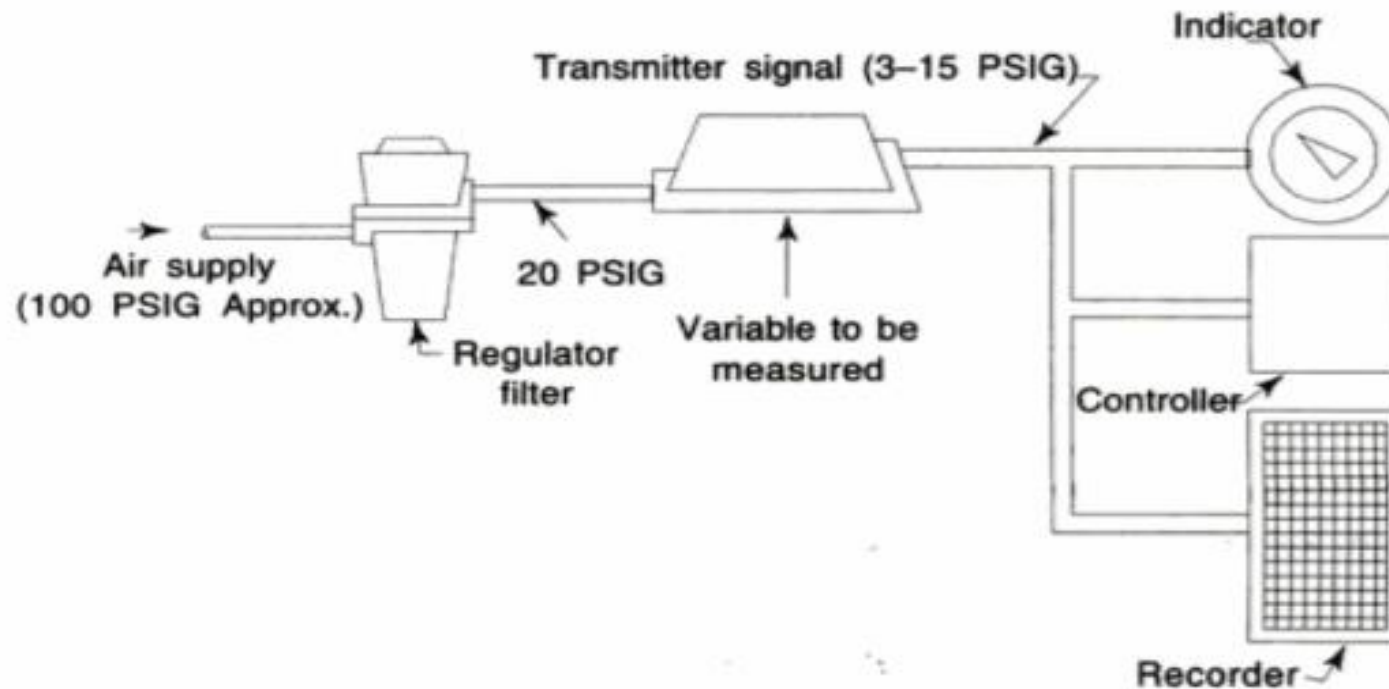 Indicator
Transmitter signal (3–15 PSIG)
Air supply
(100 PSIG Approx.)
20 PSIG
Regulator
filter
Variable to be
measured
Controller
Recorder